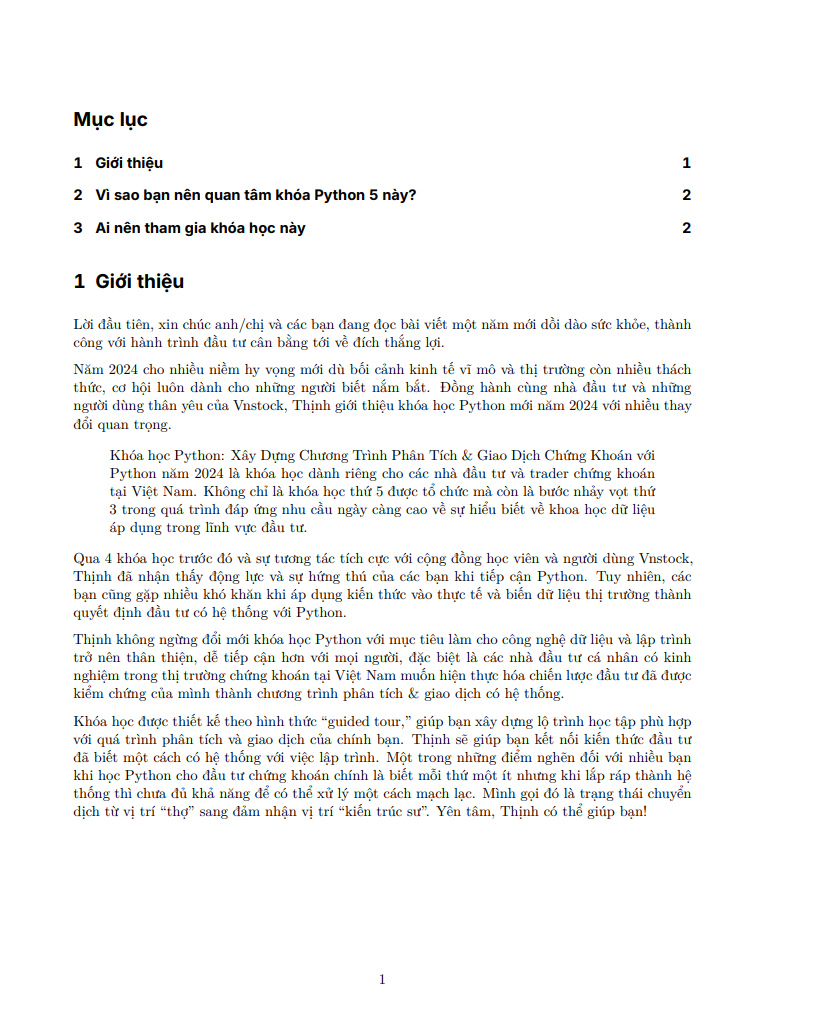 Mục lục
1 Giới thiệu 1
2 Vì sao bạn nên quan tâm khóa Python 5 này? 2
3 Ai nên tham gia khóa học này 2
1 Giới thiệu
Lời đầu tiên, xin chúc anh/chị và các bạn đang đọc bài viết một năm mới dồi dào sức khỏe, thành
công với hành trình đầu tư cân bằng tới về đích thắng lợi.
Năm 2024 cho nhiều niềm hy vọng mới dù bối cảnh kinh tế vĩ mô và thị trường còn nhiều thách
thức, cơ hội luôn dành cho những người biết nắm bắt. Đồng hành cùng nhà đầu tư và những
người dùng thân yêu của Vnstock, Thịnh giới thiệu khóa học Python mới năm 2024 với nhiều thay
đổi quan trọng.
Khóa học Python: Xây Dựng Chương Trình Phân Tích & Giao Dịch Chứng Khoán với
Python năm 2024 là khóa học dành riêng cho các nhà đầu tư và trader chứng khoán
tại Việt Nam. Không chỉ là khóa học thứ 5 được tổ chức mà còn là bước nhảy vọt thứ
3 trong quá trình đáp ứng nhu cầu ngày càng cao về sự hiểu biết về khoa học dữ liệu
áp dụng trong lĩnh vực đầu tư.
Qua 4 khóa học trước đó và sự tương tác tích cực với cộng đồng học viên và người dùng Vnstock,
Thịnh đã nhận thấy động lực và sự hứng thú của các bạn khi tiếp cận Python. Tuy nhiên, các
bạn cũng gặp nhiều khó khăn khi áp dụng kiến thức vào thực tế và biến dữ liệu thị trường thành
quyết định đầu tư có hệ thống với Python.
Thịnh không ngừng đổi mới khóa học Python với mục tiêu làm cho công nghệ dữ liệu và lập trình
trở nên thân thiện, dễ tiếp cận hơn với mọi người, đặc biệt là các nhà đầu tư cá nhân có kinh
nghiệm trong thị trường chứng khoán tại Việt Nam muốn hiện thực hóa chiến lược đầu tư đã được
kiểm chứng của mình thành chương trình phân tích & giao dịch có hệ thống.
Khóa học được thiết kế theo hình thức “guided tour,” giúp bạn xây dựng lộ trình học tập phù hợp
với quá trình phân tích và giao dịch của chính bạn. Thịnh sẽ giúp bạn kết nối kiến thức đầu tư
đã biết một cách có hệ thống với việc lập trình. Một trong những điểm nghẽn đối với nhiều bạn
khi học Python cho đầu tư chứng khoán chính là biết mỗi thứ một ít nhưng khi lắp ráp thành hệ
thống thì chưa đủ khả năng để có thể xử lý một cách mạch lạc. Mình gọi đó là trạng thái chuyển
dịch từ vị trí “thợ” sang đảm nhận vị trí “kiến trúc sư”. Yên tâm, Thịnh có thể giúp bạn!
1